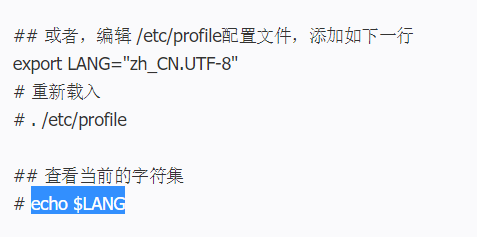 ## 或者，编辑 /etc/profile配置文件，添加如下一行
export LANG="zh_CN.UTF-8"
# 重新载入
# . /etc/profile
## 查看当前的字符集
# echo $LANG